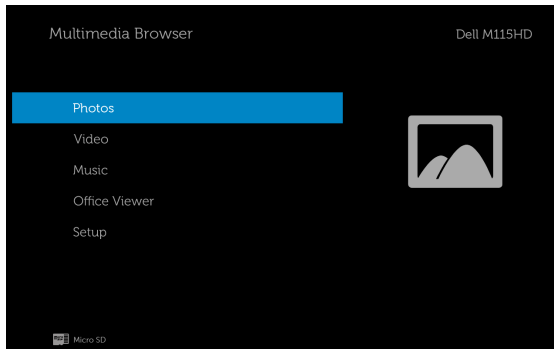 Multimedia Browser
Dell M115HD
Photos
Video
Music
Office Viewer
Setup
Micro SD